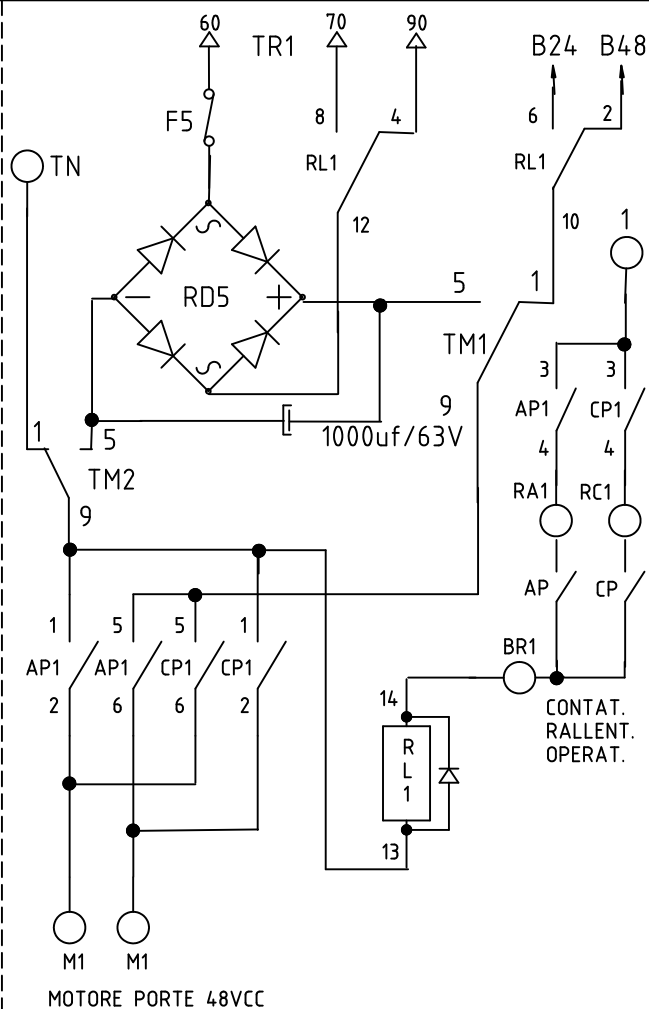 60
TR1
70
90
B24
B48
F5
8
4
6
2
TN
RL1
RL1
12
10
1
RD5
5
1
TM1
3
3
9
AP1
CP1
1000uf/63V
1
5
4
4
TM2
RA1
RC1
9
AP
CP
1
5
5
1
BR1
AP1
AP1
CP1
CP1
14
2
6
6
2
CONTAT.
RALLENT.
OPERAT.
R
L
1
13
M1
M1
MOTORE PORTE 48VCC